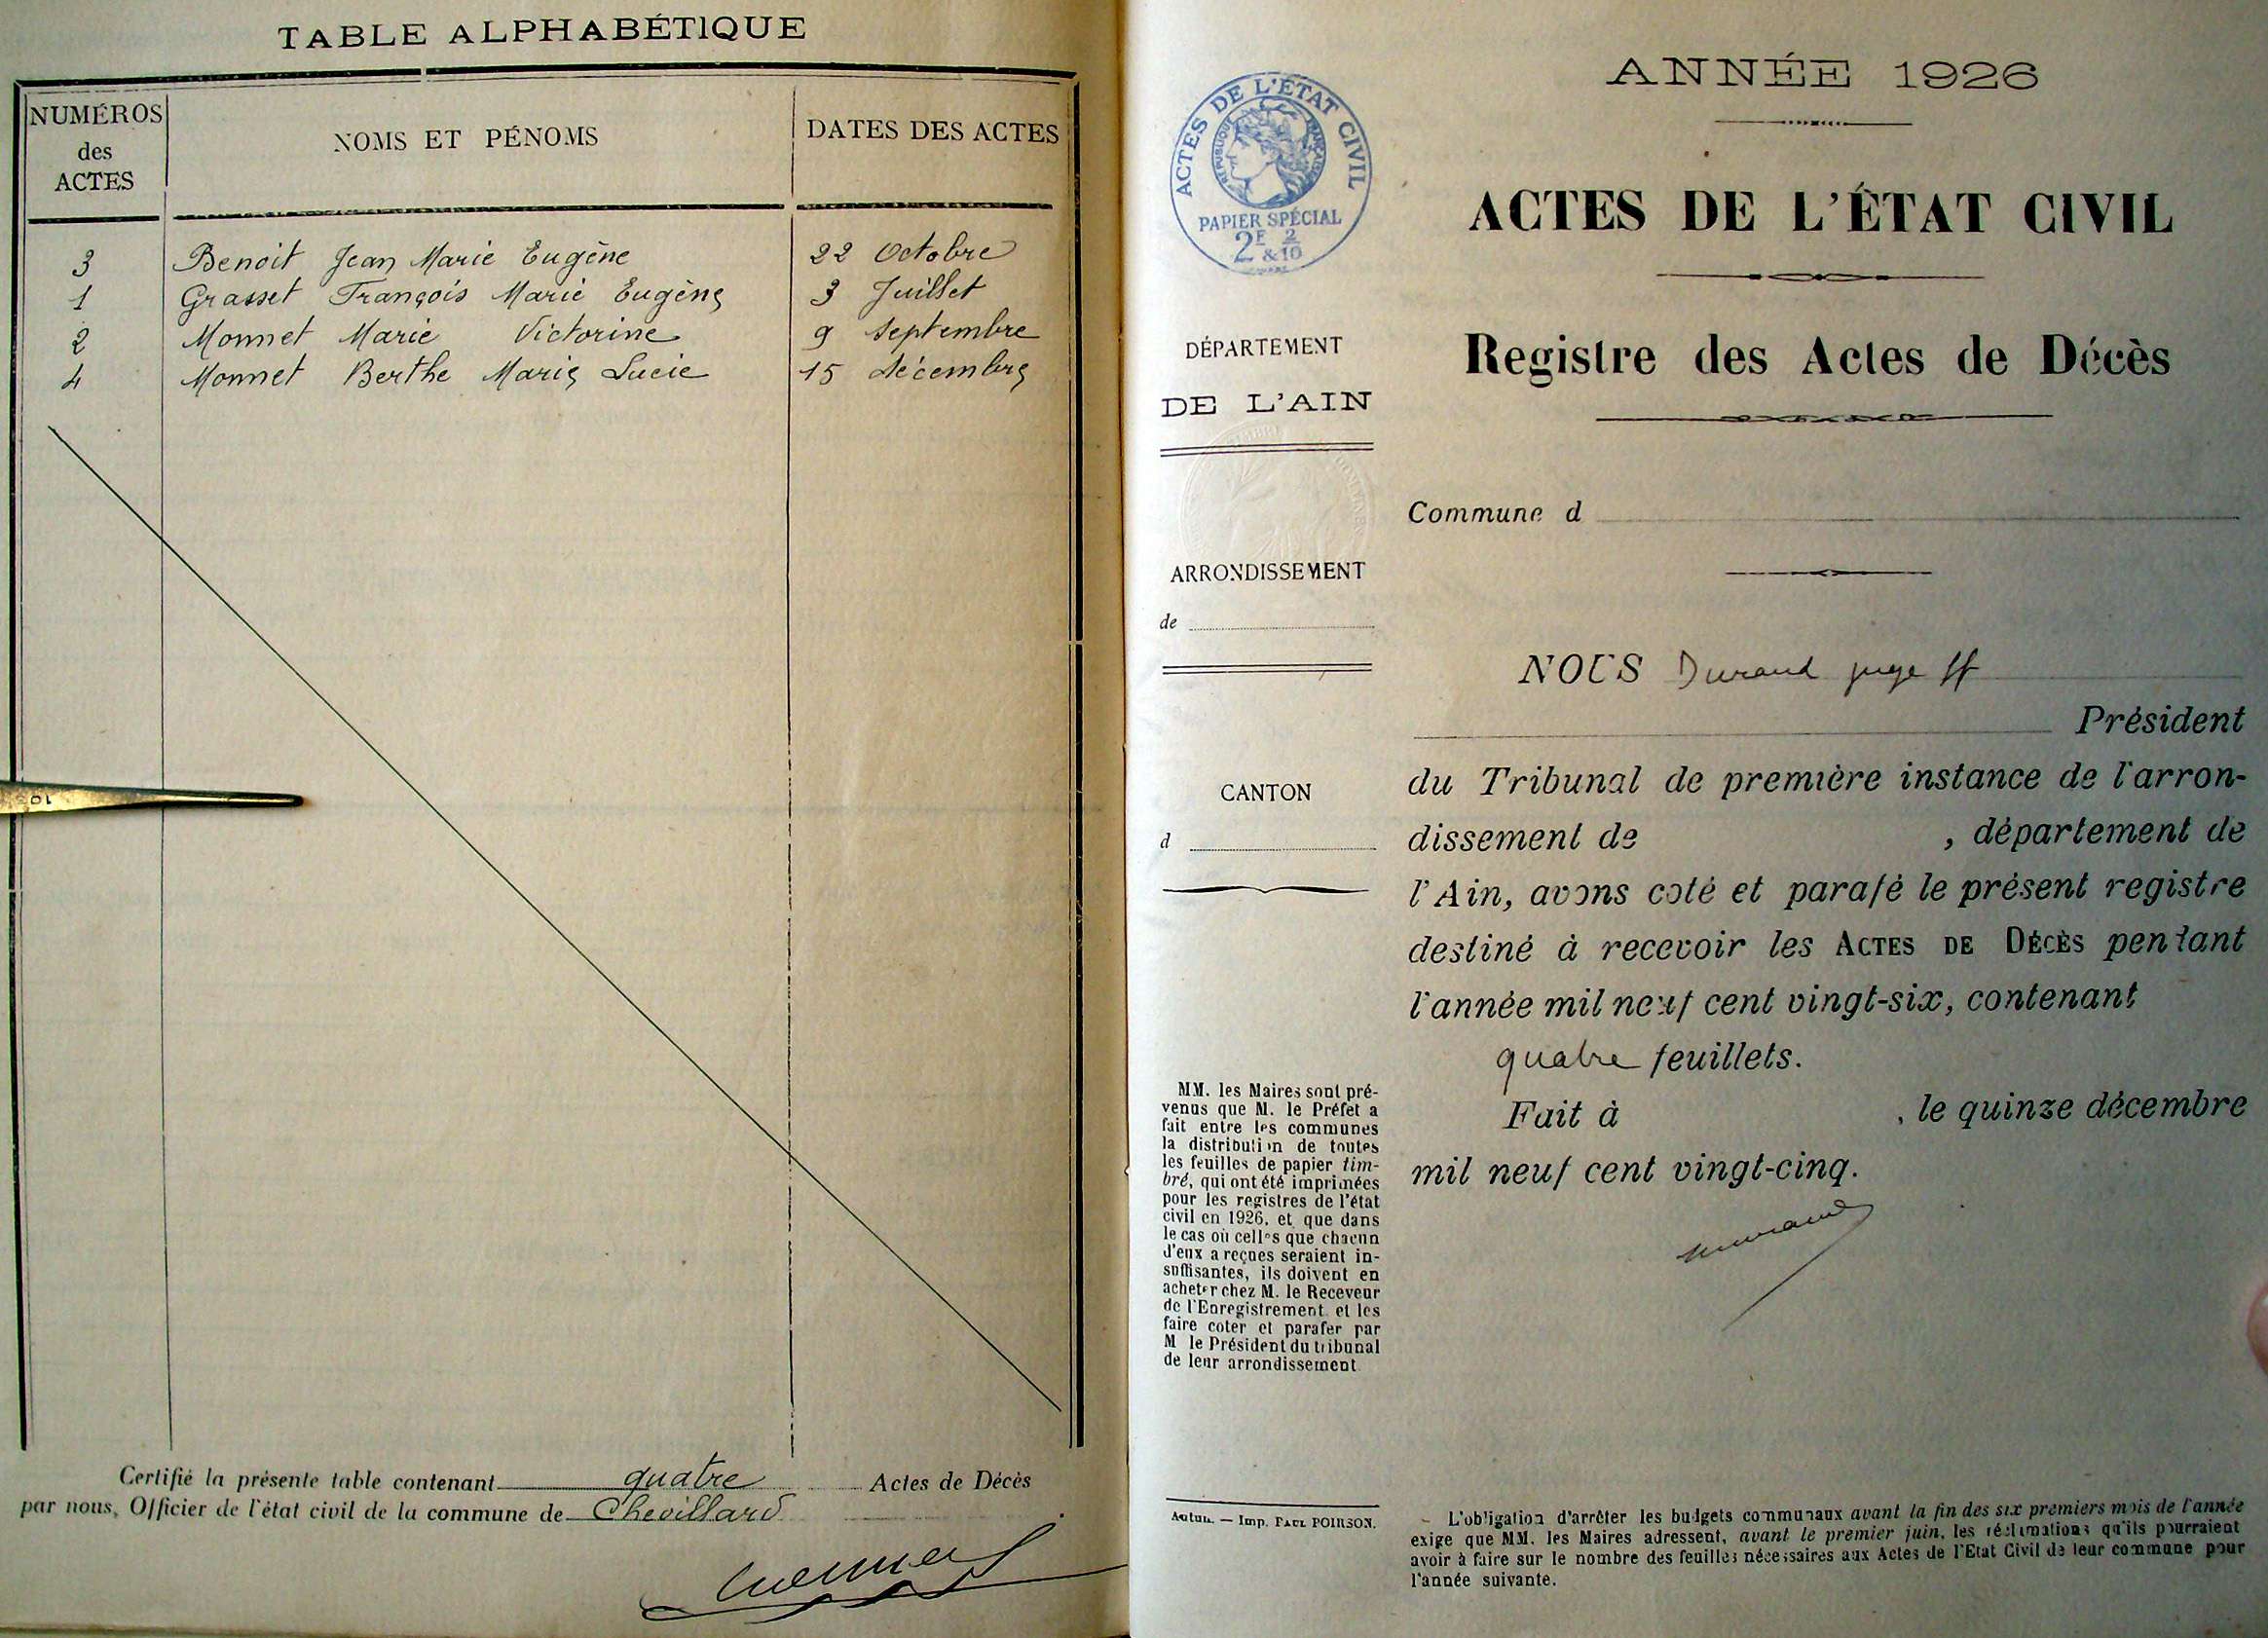 TABLE ALPHABÉTIQUE
NUMÉROS
des
ACTES
NOMS ET PÉNOMS
DATES DES ACTES
3 Benoit Jean Marie Eugène 22 Octobre
1 Grasset François Marie Eugène 3 Juillet
2 Monnet Marie Victorine 9 Septembre
4 Monnet Berthe Marie Lucie 15 décembre
Certifié la présente table contenant quatre Actes de Décès
par nous, Officier de l'état civil de la commune de Chevillard
10
ACTES DE L'ÉTAT CIVIL
RÉPUBLIQUE FRANÇAISE
PAPIER SPÉCIAL
2F &2/10
DÉPARTEMENT
DE L'AIN
ARRONDISSEMENT
de
CANTON
d
MM. les Maires sont pré-
venus que M. le Préfet a
fait entre les communes
la distribution de toutes
les feuilles de papier tim-
bré, qui ont été imprimées
pour les registres de l'état
civil en 1926, et que dans
le cas où celles que chacun
d'eux a reçues seraient in-
suffisantes, ils doivent en
acheter chez M. le Receveur
de l'Enregistrement et les
faire coter et parafer par
M le Président du tribunal
de leur arrondissement
Autun. — Imp. PAUL POIRSON.
ANNÉE 1926
ACTES DE L'ÉTAT CIVIL
Registre des Actes de Décès
Commune d
NOUS Durand juge ff
Président
du Tribunal de première instance de l'arron-
dissement de , département de
l'Ain, avons coté et parafé le présent registre
destiné à recevoir les ACTES DE DÉCÈS pendant
l'année mil neuf cent vingt-six, contenant
quatre feuillets.
Fait à , le quinze décembre
mil neuf cent vingt-cinq.
- L'obligation d'arrêter les budgets communaux avant la fin des six premiers mois de l'année
exige que MM. les Maires adressent, avant le premier juin, les réclamations qu'ils pourraient
avoir à faire sur le nombre des feuilles nécessaires aux Actes de l'Etat Civil de leur commune pour
l'année suivante.